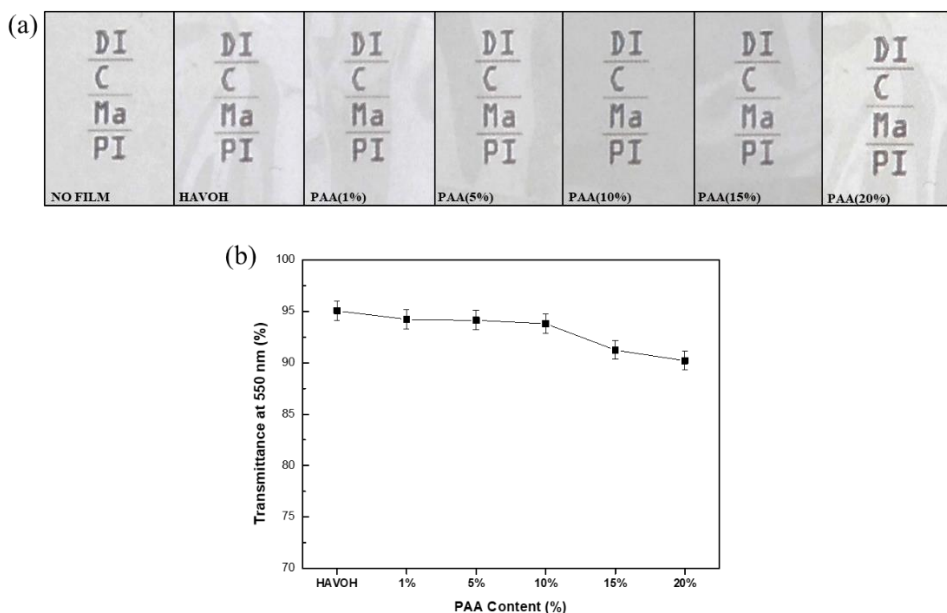 (a)
DI
C
Ma
PI
NO FILM
DI
C
Ma
PI
HAVOH
DI
C
Ma
PI
PAA(1%)
DI
C
Ma
PI
PAA(5%)
DI
C
Ma
PI
PAA(10%)
DI
C
Ma
PI
PAA(15%)
DI
C
Ma
PI
PAA(20%)
(b)
Transmittance at 550 nm (%)
100
95
90
85
80
75
70
HAVOH 1% 5% 10% 15% 20%
PAA Content (%)